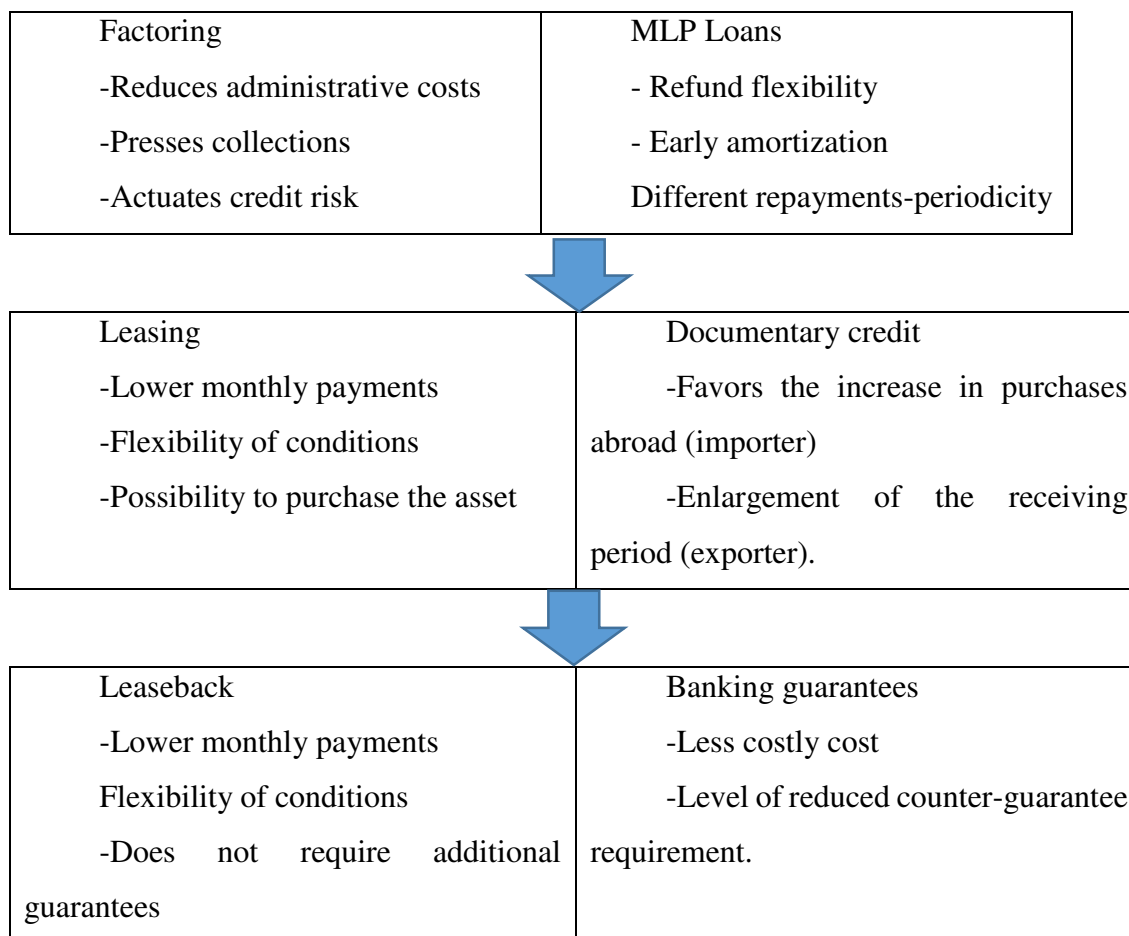 Factoring
-Reduces administrative costs
-Presses collections
-Actuates credit risk
MLP Loans
- Refund flexibility
- Early amortization
Different repayments-periodicity
Leasing
-Lower monthly payments
-Flexibility of conditions
-Possibility to purchase the asset
Documentary credit
-Favors the increase in purchases
abroad (importer)
-Enlargement of the receiving
period (exporter).
Leaseback
-Lower monthly payments
Flexibility of conditions
-Does not require additional
guarantees
Banking guarantees
-Less costly cost
-Level of reduced counter-guarantee
requirement.